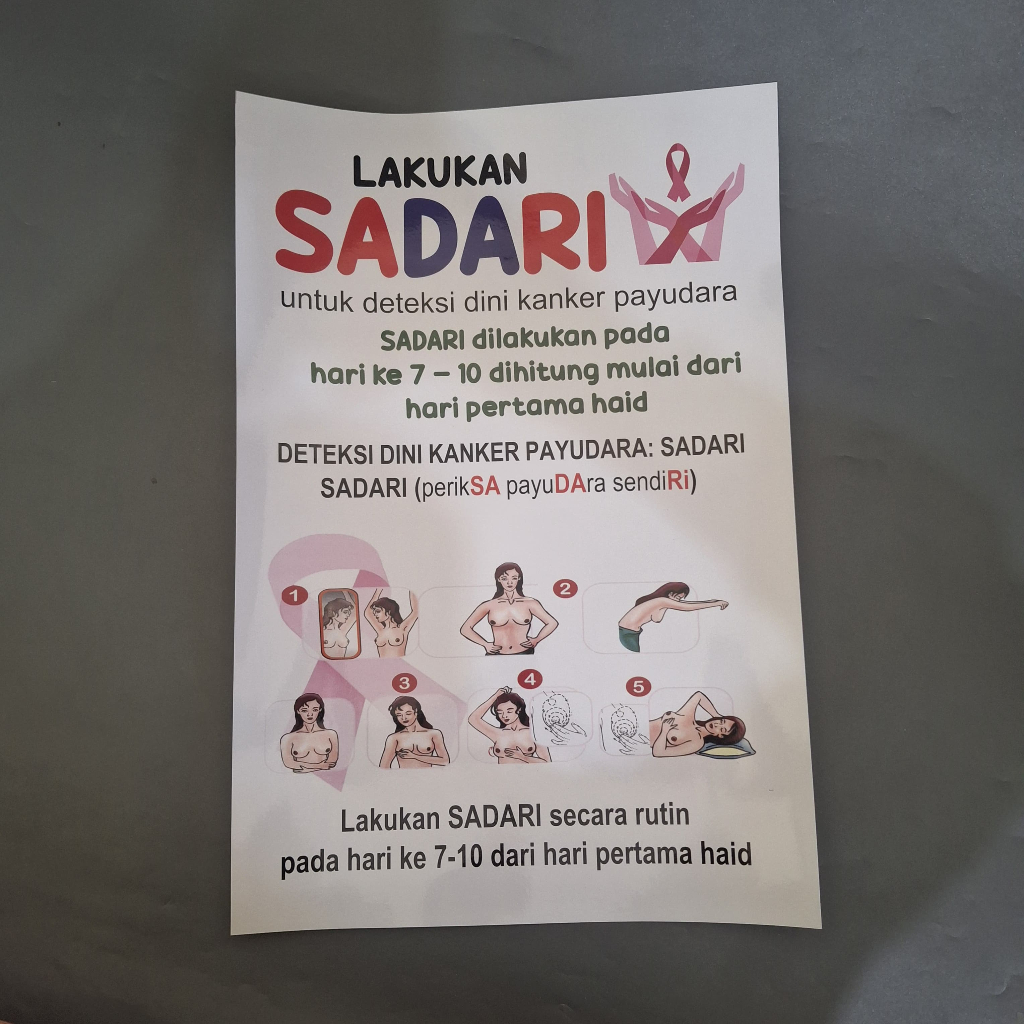 LAKUKAN
SADARI
untuk deteksi dini kanker payudara
SADARI dilakukan pada
hari ke 7 – 10 dihitung mulai dari
hari pertama haid
DETEKSI DINI KANKER PAYUDARA: SADARI
SADARI (perikSA payuDAra sendiRi)
1
2
3
4
5
Lakukan SADARI secara rutin
pada hari ke 7-10 dari hari pertama haid